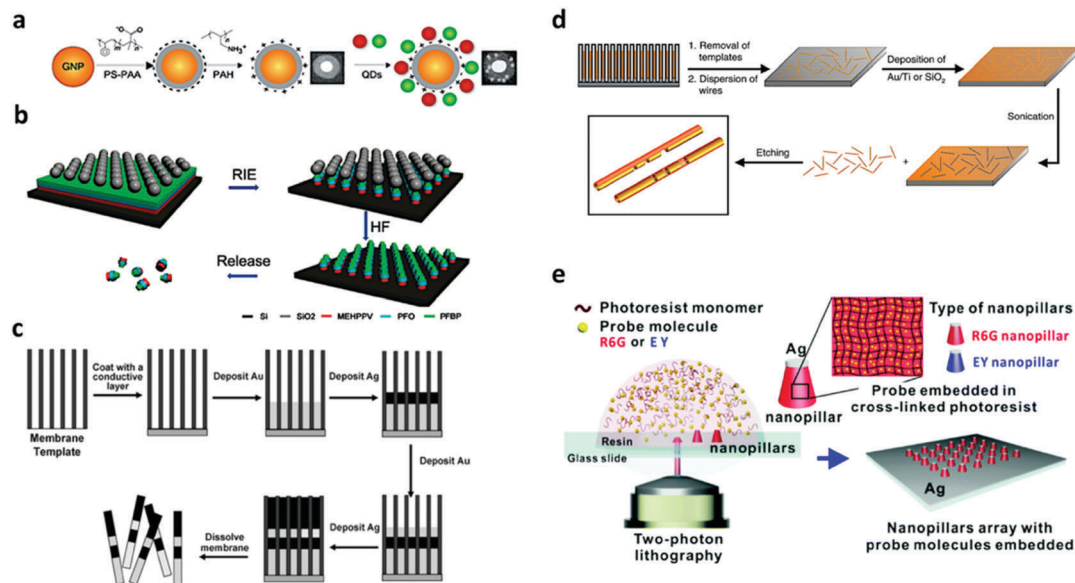 a
GNP
PS-PAA
PAH
NH3+
QDs
b
RIE
HF
Release
Si SiO2 MEHPPV PFO PFBP
c
Coat with a
conductive
layer
Deposit Au
Deposit Ag
Membrane
Template
Deposit Au
Deposit Ag
Dissolve
membrane
d
1. Removal of
templates
2. Dispersion of
wires
Deposition of
Au/Ti or SiO2
Sonication
Etching
+
e
Photoresist monomer
Probe molecule
R6G or EY
Resin
Glass slide
nanopillars
Two-photon
lithography
Ag
nanopillar
Type of nanopillars
R6G nanopillar
EY nanopillar
Probe embedded in
cross-linked photoresist
Ag
Nanopillars array with
probe molecules embedded